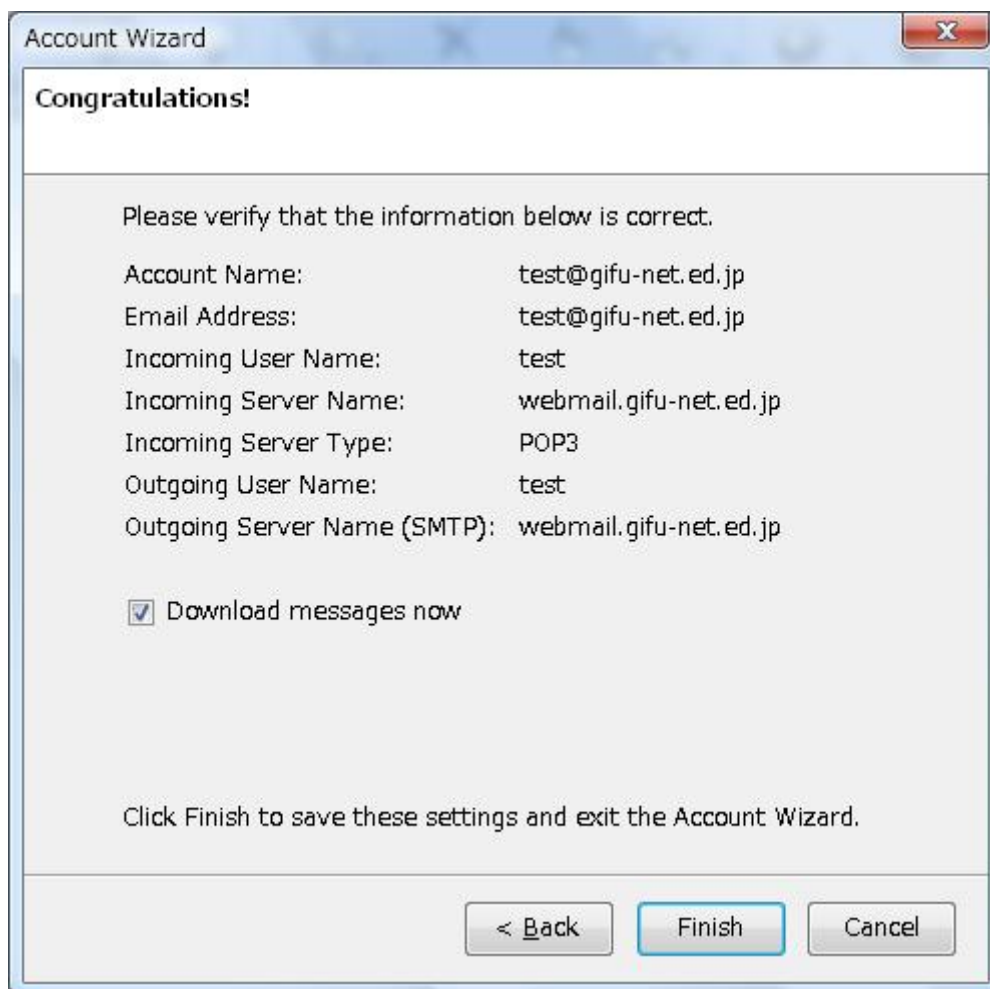 Account Wizard
Congratulations!
Please verify that the information below is correct.
Account Name: test@gifu-net.ed.jp
Email Address: test@gifu-net.ed.jp
Incoming User Name: test
Incoming Server Name: webmail.gifu-net.ed.jp
Incoming Server Type: POP3
Outgoing User Name: test
Outgoing Server Name (SMTP): webmail.gifu-net.ed.jp
Download messages now
Click Finish to save these settings and exit the Account Wizard.
< Back Finish Cancel